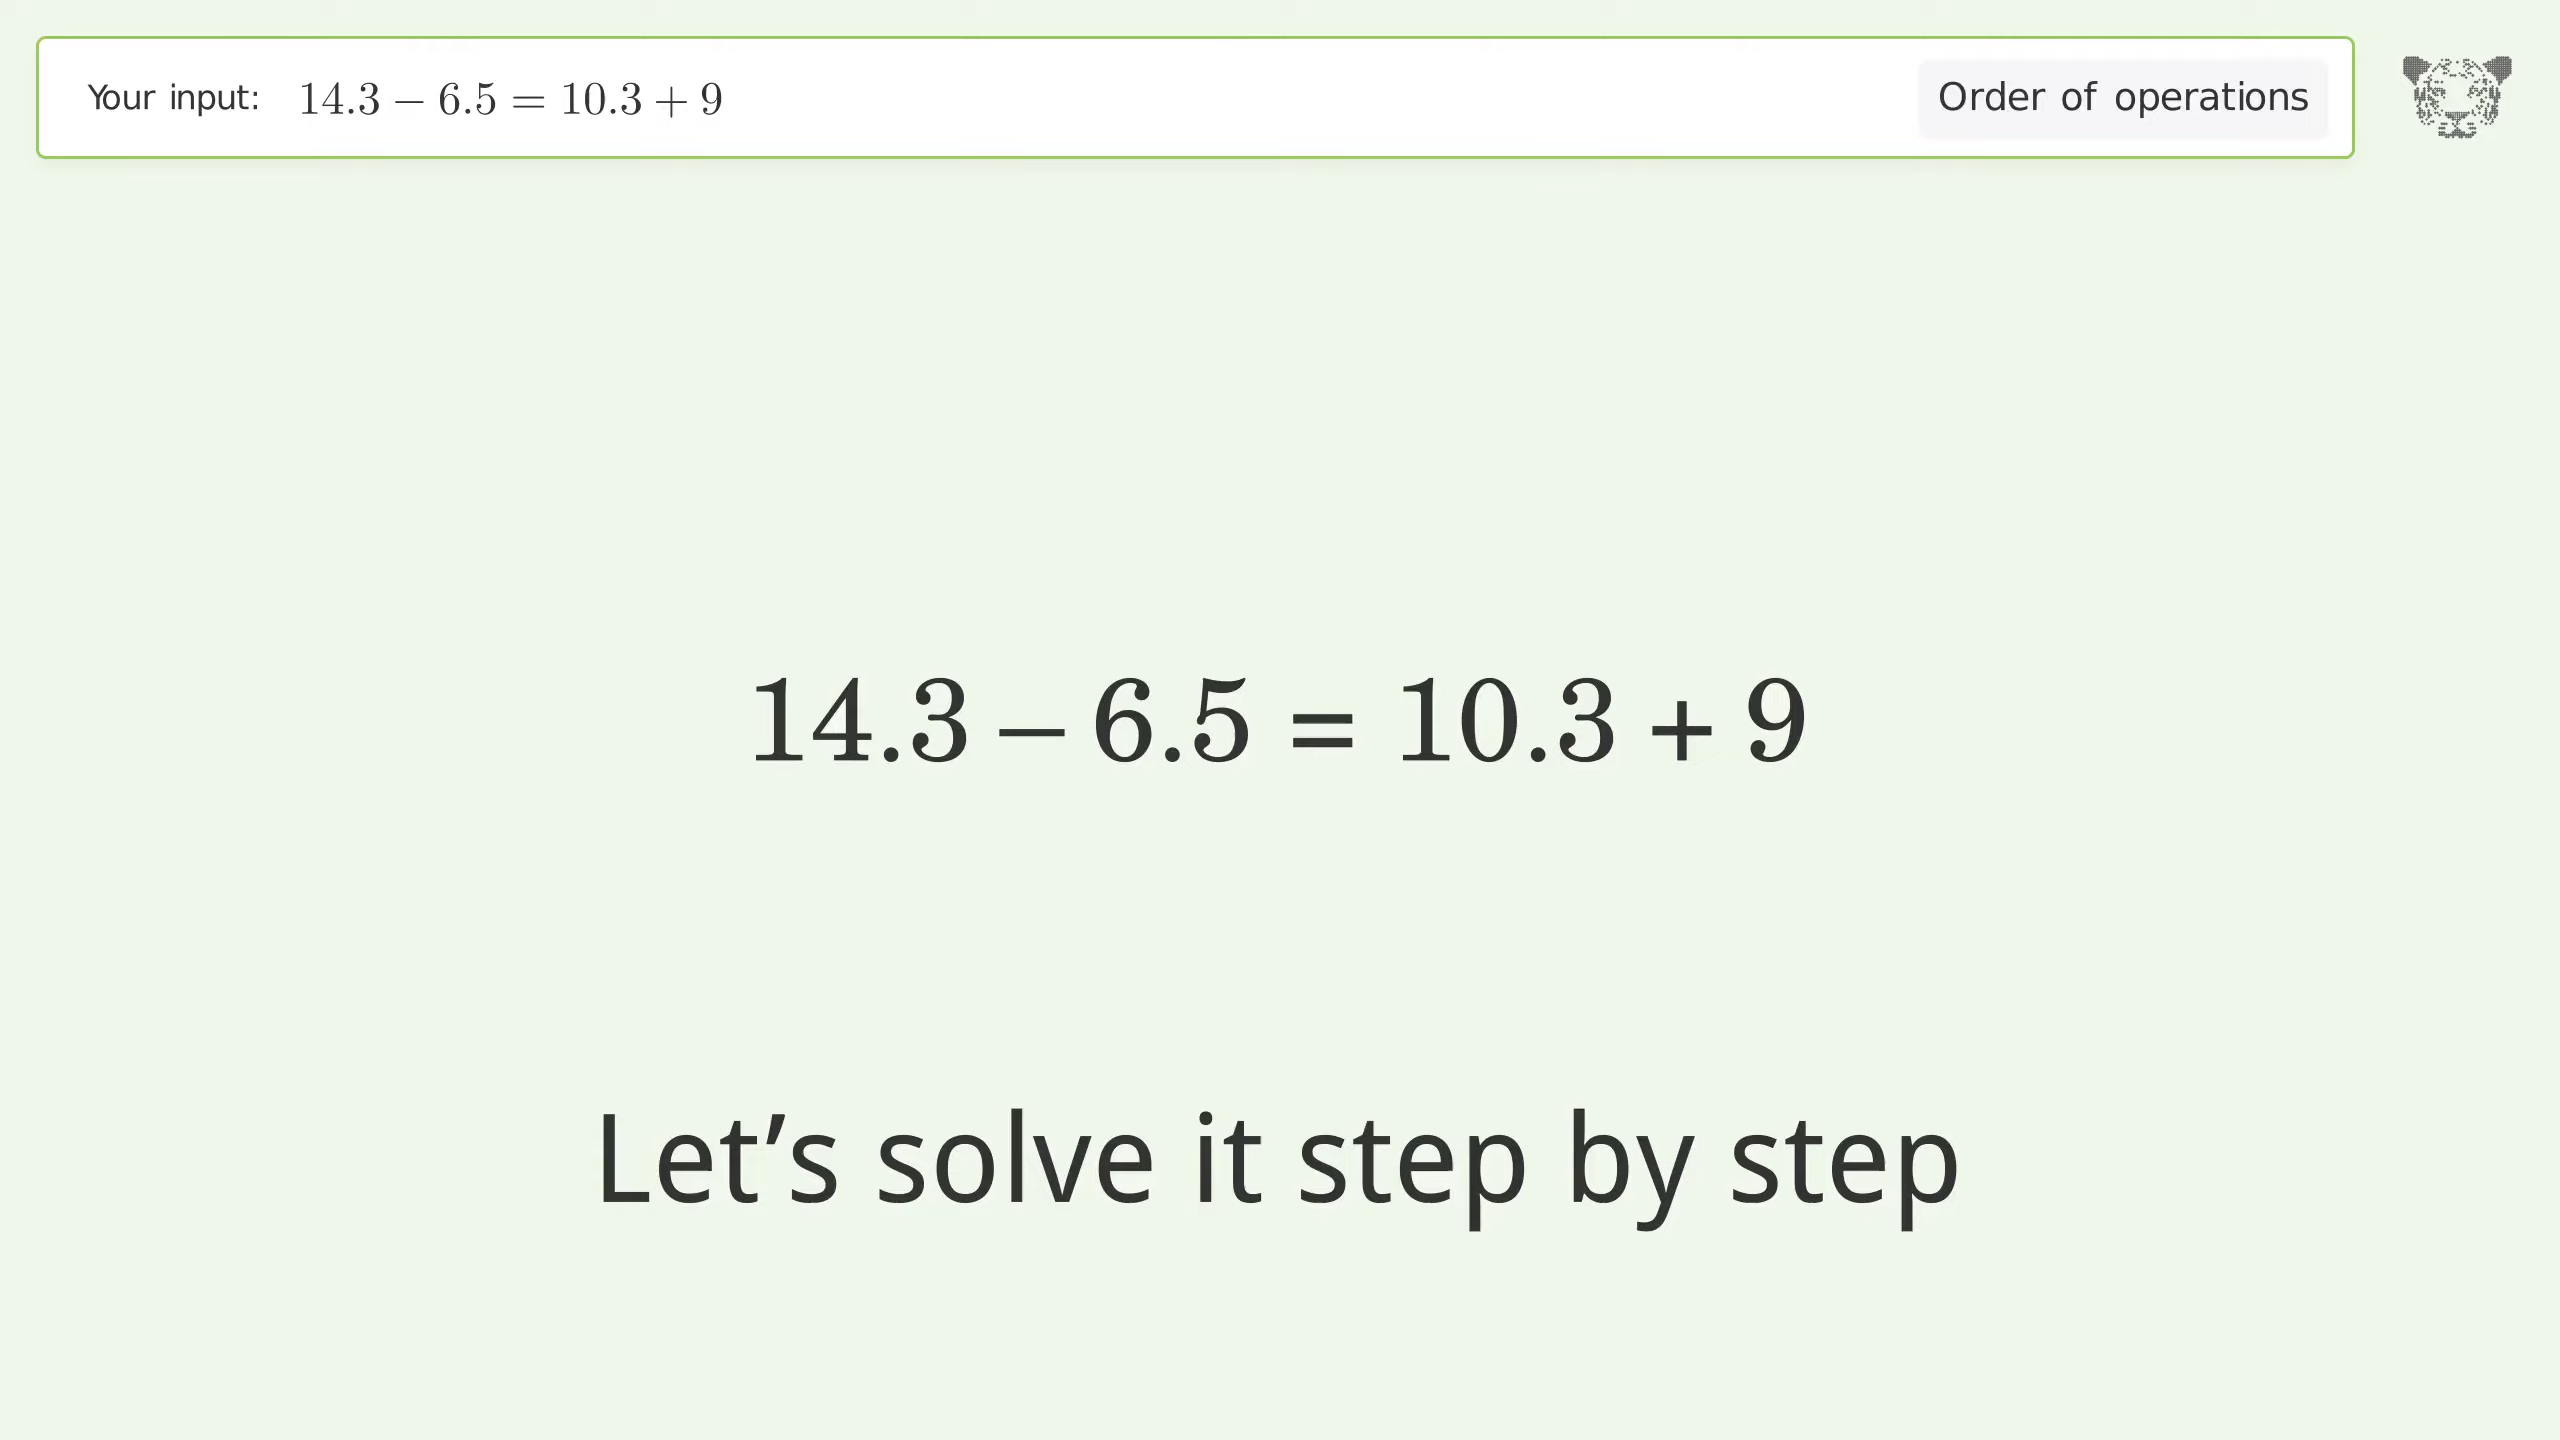 Your input: 14.3 – 6.5 = 10.3 + 9
Order of operations
14.3 – 6.5 = 10.3 + 9
Let’s solve it step by step